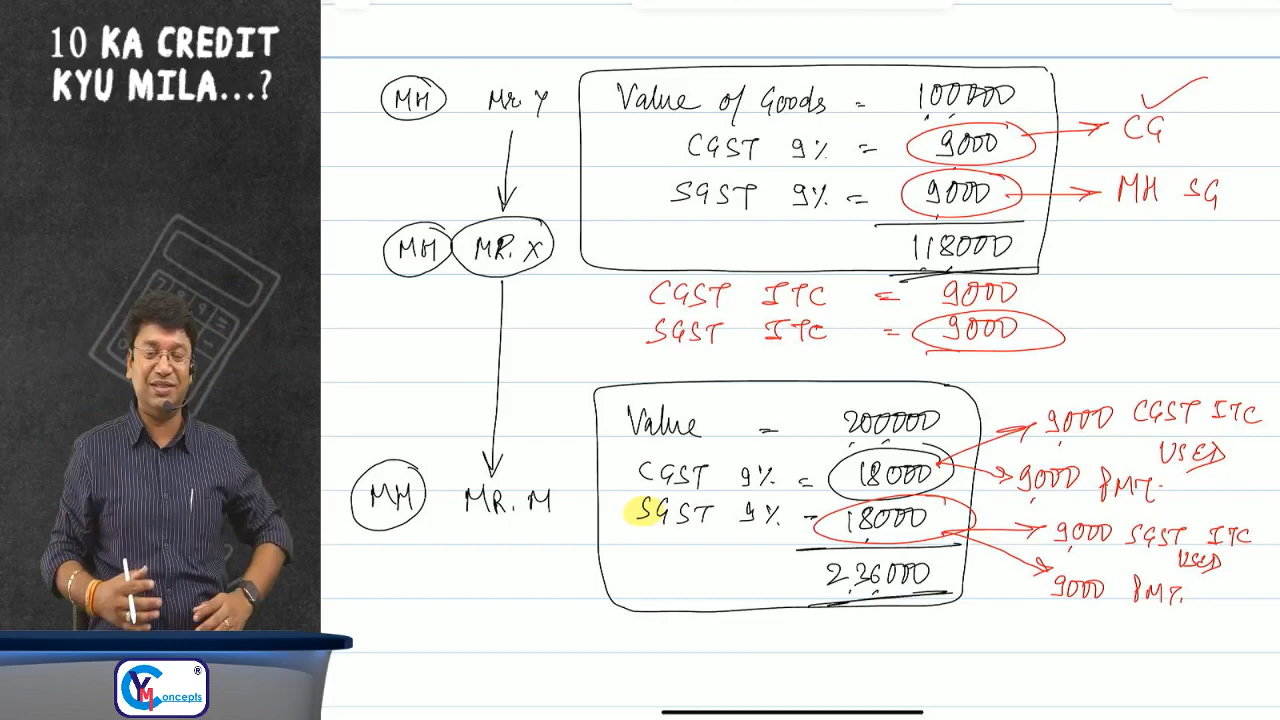 10 KA CREDIT
KYU MILA...?
MH Mr Y
Value of Goods = 100000
CGST 9% = 9000 → CG
SGST 9% = 9000 → MH SG
118000
MH MR. X
CGST ITC = 9000
SGST ITC = 9000
Value = 200000
CGST 9% = 18000
SGST 9% = 18000
236000
9000 CGST ITC
USED
9000 PMT.
9000 SGST ITC
USED
9000 PMT.
MH MR. M
CYM
concepts
®